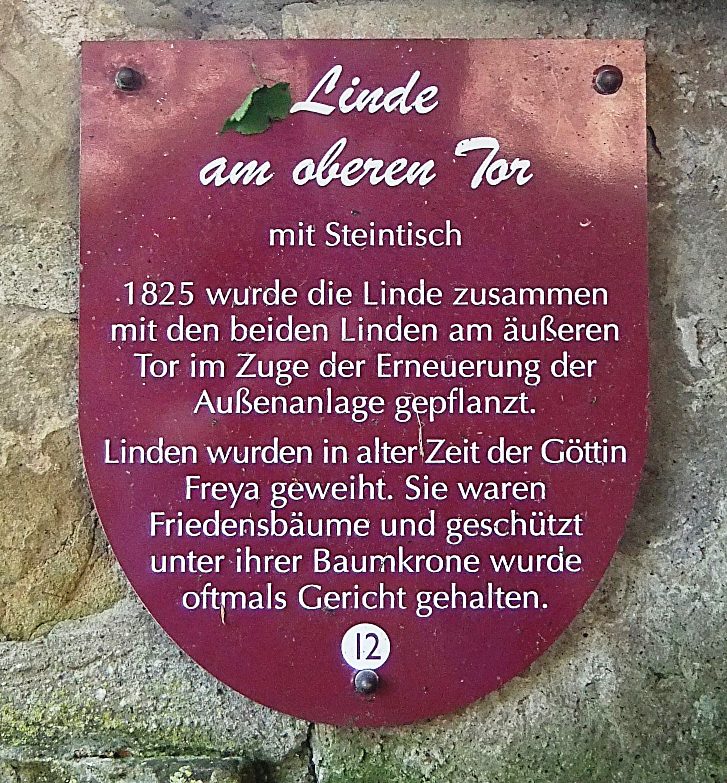 Linde
am oberen Tor
mit Steintisch
1825 wurde die Linde zusammen
mit den beiden Linden am äußeren
Tor im Zuge der Erneuerung der
Außenanlage gepflanzt.
Linden wurden in alter Zeit der Göttin
Freya geweiht. Sie waren
Friedensbäume und geschützt
unter ihrer Baumkrone wurde
oftmals Gericht gehalten.
12